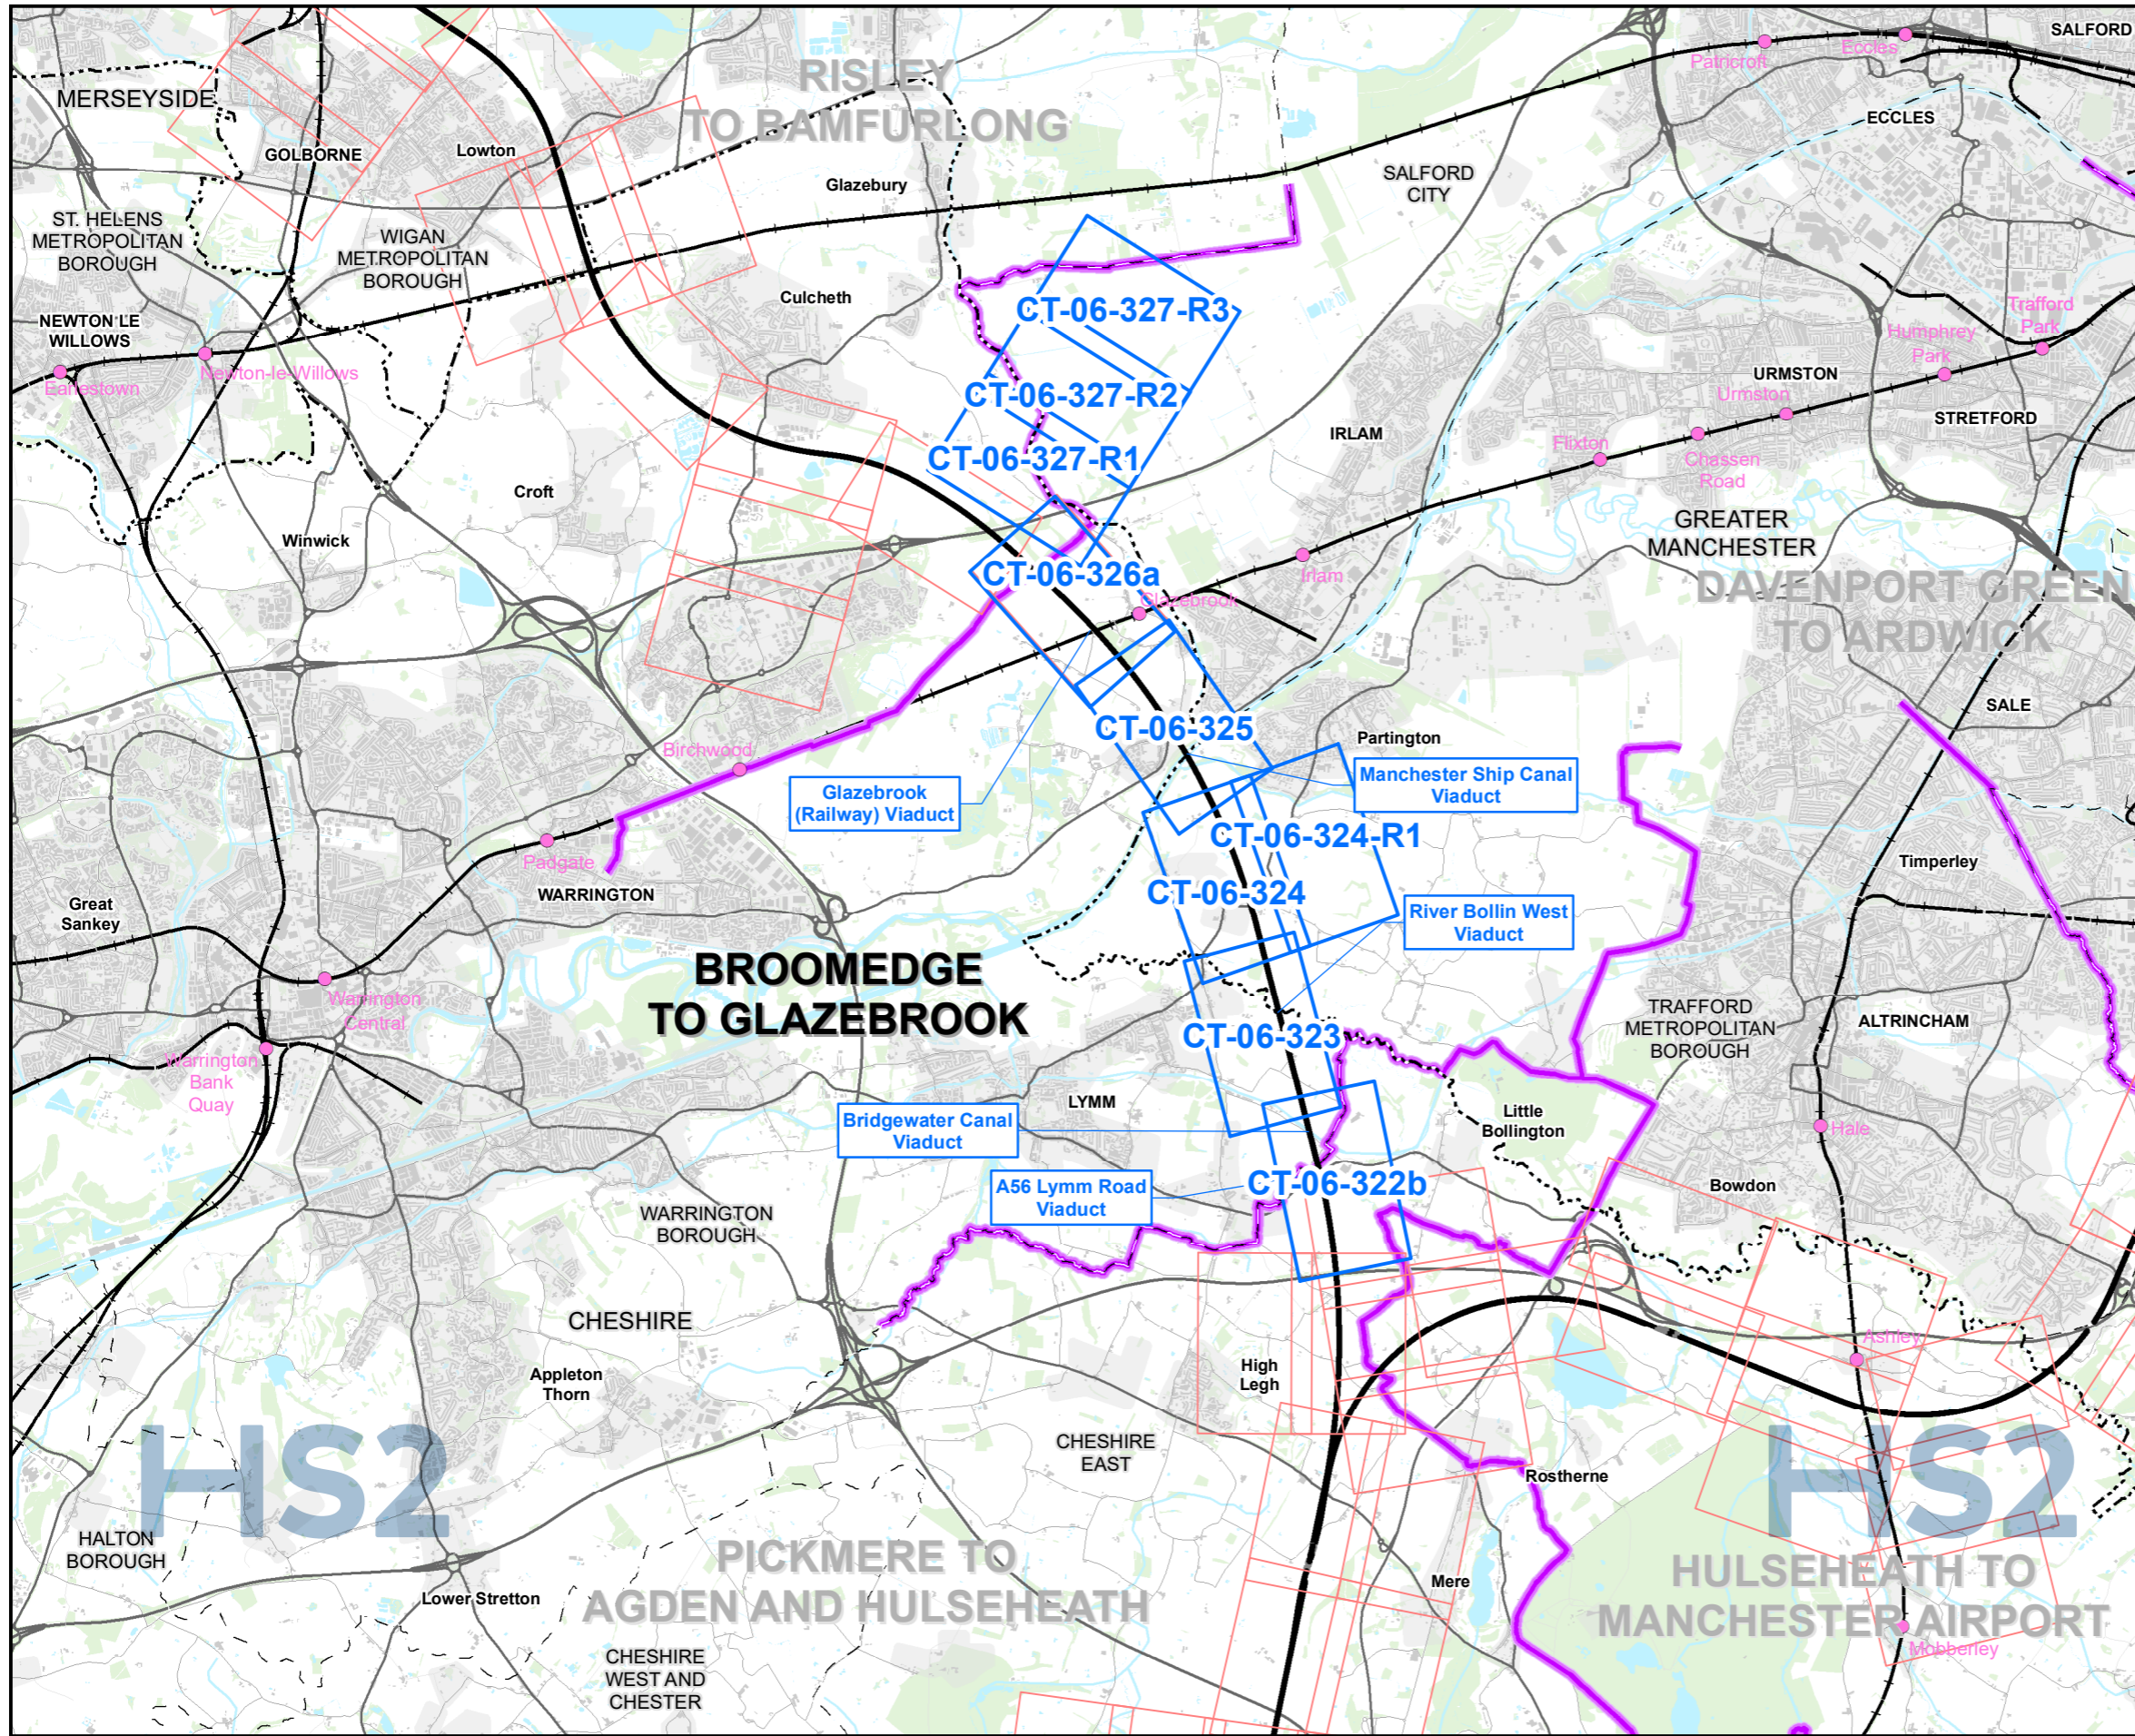 SALFORD
Eccles
Patricroft
RISLEY
TO BAMFURLONG
MERSEYSIDE
ECCLES
GOLBORNE
Lowton
Glazebury
SALFORD
CITY
ST. HELENS
METROPOLITAN
BOROUGH
WIGAN
METROPOLITAN
BOROUGH
Culcheth
CT-06-327-R3
NEWTON LE
WILLOWS
Trafford
Park
Humphrey
Park
Newton-le-Willows
Earlestown
URMSTON
Urmston
CT-06-327-R2
STRETFORD
IRLAM
Flixton
Chassen
Road
CT-06-327-R1
Croft
Winwick
GREATER
MANCHESTER
Irlam
CT-06-326a
Glazebrook
DAVENPORT GREEN
TO ARDWICK
SALE
CT-06-325
Partington
Birchwood
Glazebrook
(Railway) Viaduct
Manchester Ship Canal
Viaduct
CT-06-324-R1
Padgate
Timperley
WARRINGTON
CT-06-324
Great
Sankey
River Bollin West
Viaduct
BROOMEDGE
TO GLAZEBROOK
Warrington
Central
TRAFFORD
METROPOLITAN
BOROUGH
ALTRINCHAM
CT-06-323
Warrington
Bank
Quay
LYMM
Little
Bollington
Bridgewater Canal
Viaduct
Hale
A56 Lymm Road
Viaduct
CT-06-322b
Bowdon
WARRINGTON
BOROUGH
CHESHIRE
Ashley
Appleton
Thorn
High
Legh
CHESHIRE
EAST
HS2
HS2
Rostherne
HALTON
BOROUGH
PICKMERE TO
AGDEN AND HULSEHEATH
Mere
HULSEHEATH TO
MANCHESTER AIRPORT
Lower Stretton
Mobberley
CHESHIRE
WEST AND
CHESTER